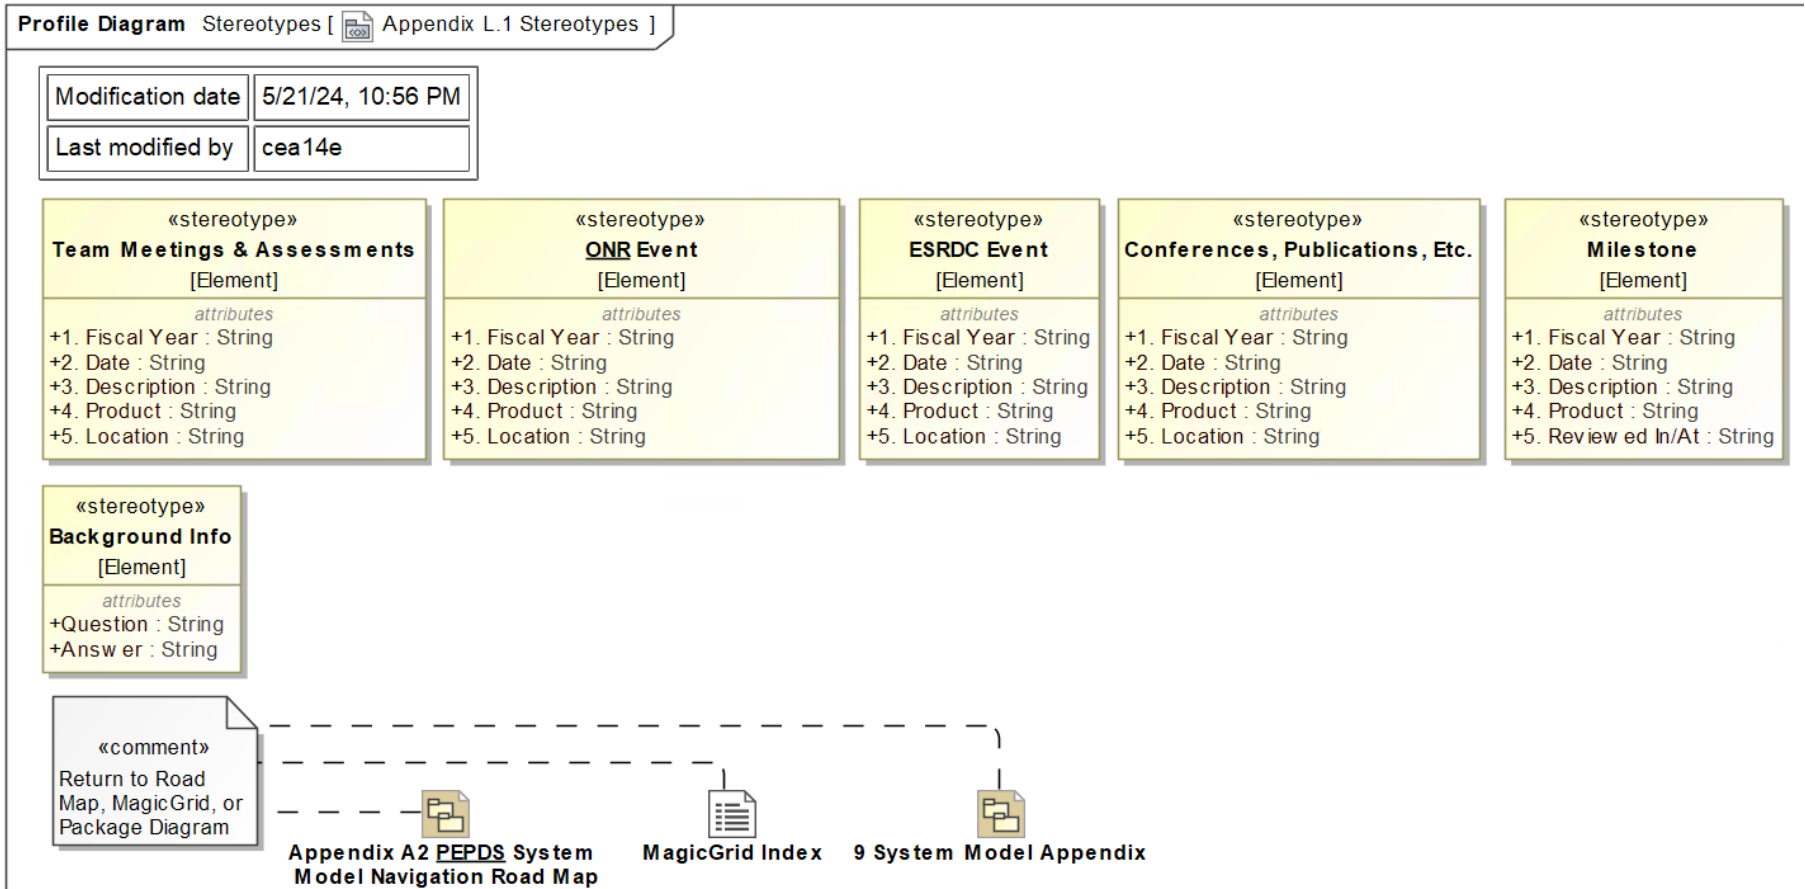 Profile Diagram Stereotypes [ Appendix L.1 Stereotypes ]
Modification date 5/21/24, 10:56 PM
Last modified by cea14e
«stereotype»
Team Meetings & Assessments
[Element]
attributes
+1. Fiscal Year : String
+2. Date : String
+3. Description : String
+4. Product : String
+5. Location : String
«stereotype»
ONR Event
[Element]
attributes
+1. Fiscal Year : String
+2. Date : String
+3. Description : String
+4. Product : String
+5. Location : String
«stereotype»
ESRDC Event
[Element]
attributes
+1. Fiscal Year : String
+2. Date : String
+3. Description : String
+4. Product : String
+5. Location : String
«stereotype»
Conferences, Publications, Etc.
[Element]
attributes
+1. Fiscal Year : String
+2. Date : String
+3. Description : String
+4. Product : String
+5. Location : String
«stereotype»
Milestone
[Element]
attributes
+1. Fiscal Year : String
+2. Date : String
+3. Description : String
+4. Product : String
+5. Reviewed In/At : String
«stereotype»
Background Info
[Element]
attributes
+Question : String
+Answer : String
«comment»
Return to Road
Map, MagicGrid, or
Package Diagram
Appendix A2 PEPDS System
Model Navigation Road Map
MagicGrid Index
9 System Model Appendix